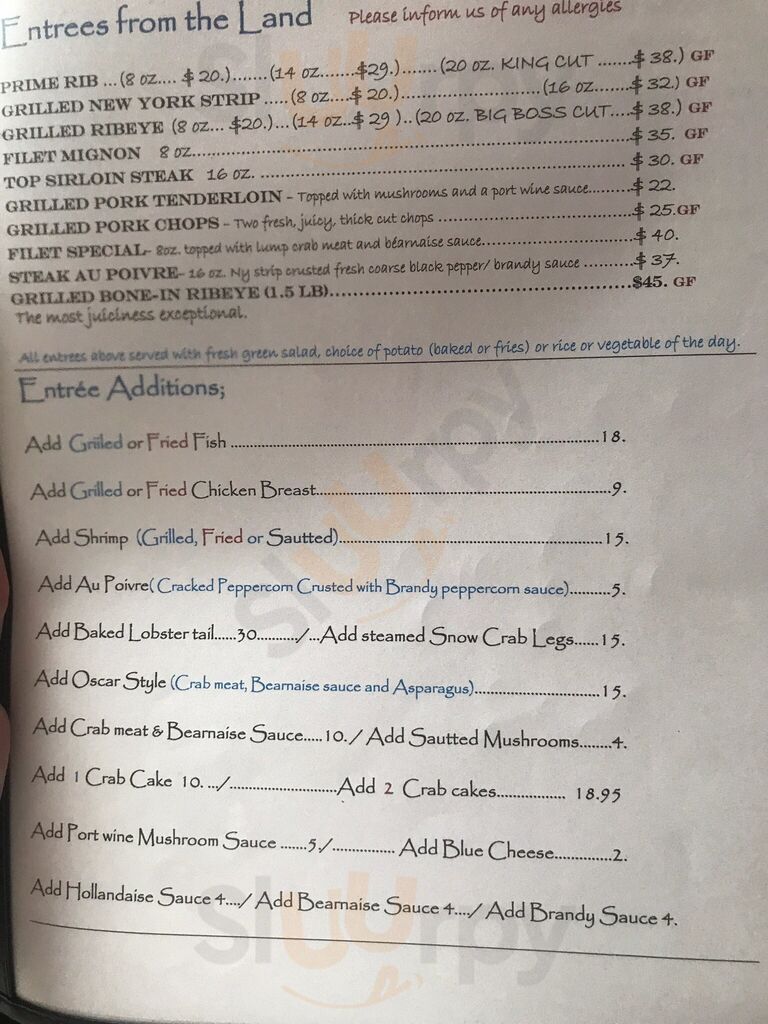 Entrees from the Land Please inform us of any allergies
PRIME RIB ...(8 oz.... $ 20.).......(14 oz.......$29.).......(20 oz. KING CUT .......$ 38.) GF
GRILLED NEW YORK STRIP .....(8 oz....$ 20.)............................(16 oz.......$ 32.) GF
GRILLED RIBEYE (8 oz... $20.)...(14 oz...$ 29 )..(20 oz. BIG BOSS CUT....$ 38.) GF
FILET MIGNON 8 oz.....................................................................$ 35. GF
TOP SIRLOIN STEAK 16 oz. .........................................................$ 30. GF
GRILLED PORK TENDERLOIN - Topped with mushrooms and a port wine sauce.........$ 22.
GRILLED PORK CHOPS - Two fresh, juicy, thick cut chops ......................................$ 25.GF
FILET SPECIAL- 8oz. topped with lump crab meat and béarnaise sauce..............................$ 40.
STEAK AU POIVRE- 16 oz. Ny strip crusted fresh coarse black pepper/ brandy sauce ..........$ 37.
GRILLED BONE-IN RIBEYE (1.5 LB)..................................................$45. GF
The most juiciness exceptional.
All entrees above served with fresh green salad, choice of potato (baked or fries) or rice or vegetable of the day.
Entrée Additions;
Add Grilled or Fried Fish ............................................................18.
Add Grilled or Fried Chicken Breast..................................................9.
Add Shrimp (Grilled, Fried or Sautted)..............................................15.
Add Au Poivre( Cracked Peppercorn Crusted with Brandy peppercorn sauce)..........5.
Add Baked Lobster tail......30........../...Add steamed Snow Crab Legs......15.
Add Oscar Style (Crab meat, Bearnaise sauce and Asparagus)..............................15.
Add Crab meat & Bearnaise Sauce.....10./ Add Sautted Mushrooms........4.
Add 1 Crab Cake 10. .../...........................Add 2 Crab cakes................. 18.95
Add Port wine Mushroom Sauce .......5./................ Add Blue Cheese..............2.
Add Hollandaise Sauce 4..../ Add Bearnaise Sauce 4..../ Add Brandy Sauce 4.
sluurpy
sluurpy
sluurpy